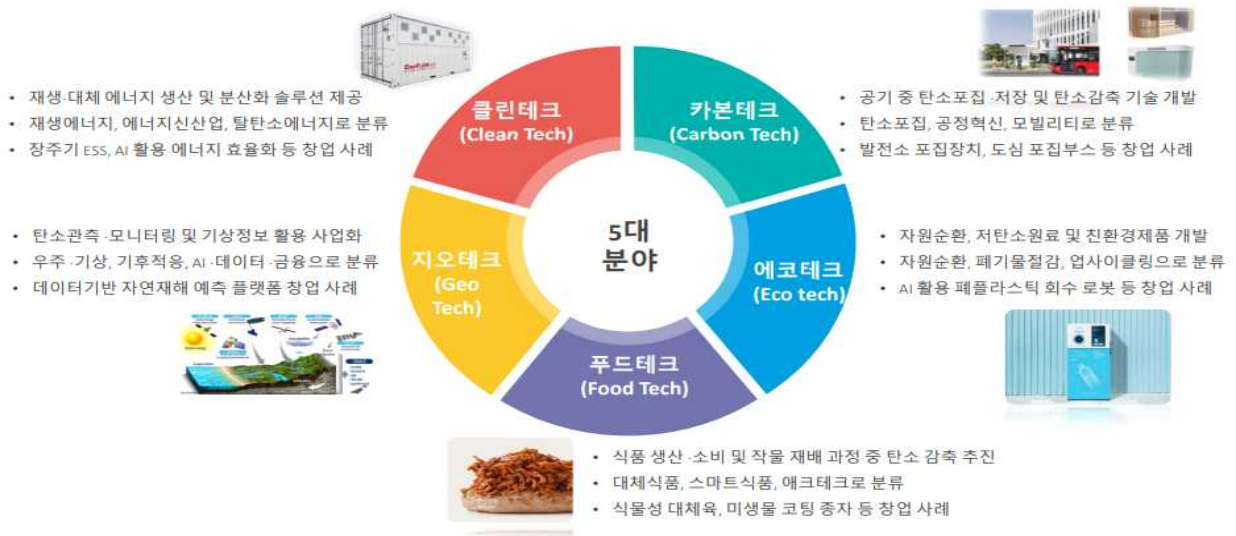 클린테크
(Clean Tech)
• 재생·대체 에너지 생산 및 분산화 솔루션 제공
• 재생에너지, 에너지신산업, 탈탄소에너지로 분류
• 장주기 ESS, AI 활용 에너지 효율화 등 창업 사례
카본테크
(Carbon Tech)
• 공기 중 탄소포집·저장 및 탄소감축 기술 개발
• 탄소포집, 공정혁신, 모빌리티로 분류
• 발전소 포집장치, 도심 포집부스 등 창업 사례
5대
분야
지오테크
(Geo
Tech)
• 탄소관측·모니터링 및 기상정보 활용 사업화
• 우주·기상, 기후적응, AI·데이터·금융으로 분류
• 데이터기반 자연재해 예측 플랫폼 창업 사례
에코테크
(Eco tech)
• 자원순환, 저탄소원료 및 친환경제품 개발
• 자원순환, 폐기물절감, 업사이클링으로 분류
• AI 활용 폐플라스틱 회수 로봇 등 창업 사례
푸드테크
(Food Tech)
• 식품 생산·소비 및 작물 재배 과정 중 탄소 감축 추진
• 대체식품, 스마트식품, 애크테크로 분류
• 식물성 대체육, 미생물 코팅 종자 등 창업 사례